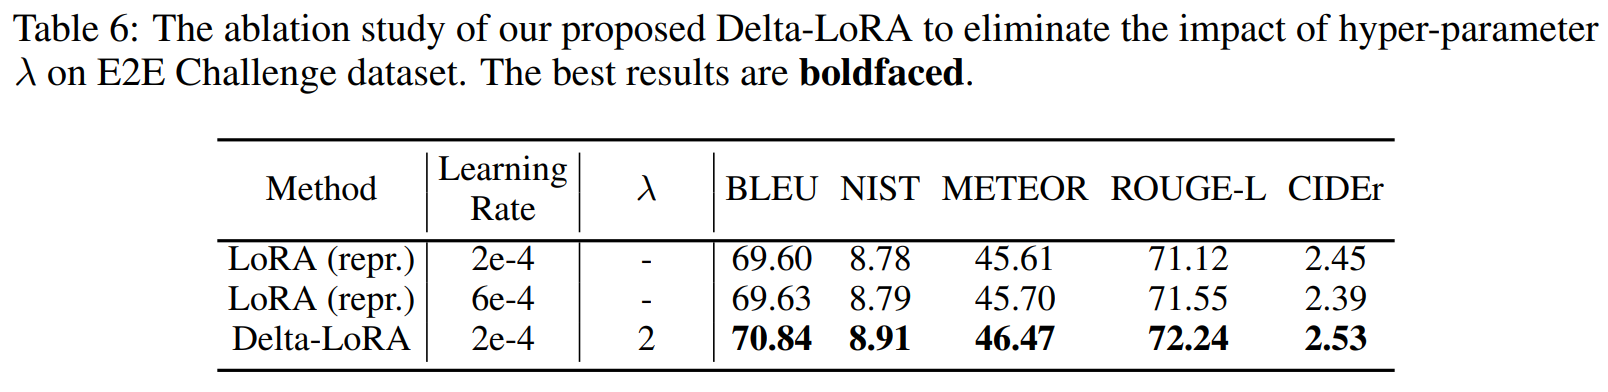 Table 6: The ablation study of our proposed Delta-LoRA to eliminate the impact of hyper-parameter
λ on E2E Challenge dataset. The best results are boldfaced.
Method Learning Rate λ BLEU NIST METEOR ROUGE-L CIDEr
LoRA (repr.) 2e-4 - 69.60 8.78 45.61 71.12 2.45
LoRA (repr.) 6e-4 - 69.63 8.79 45.70 71.55 2.39
Delta-LoRA 2e-4 2 70.84 8.91 46.47 72.24 2.53